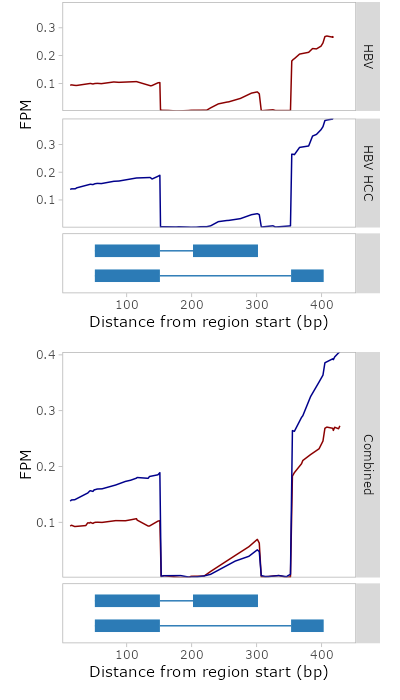 0.3
0.2
0.1
HBV
FPM
0.3
0.2
0.1
HBV HCC
100 200 300 400
Distance from region start (bp)
0.4
0.3
0.2
0.1
FPM
Combined
100 200 300 400
Distance from region start (bp)